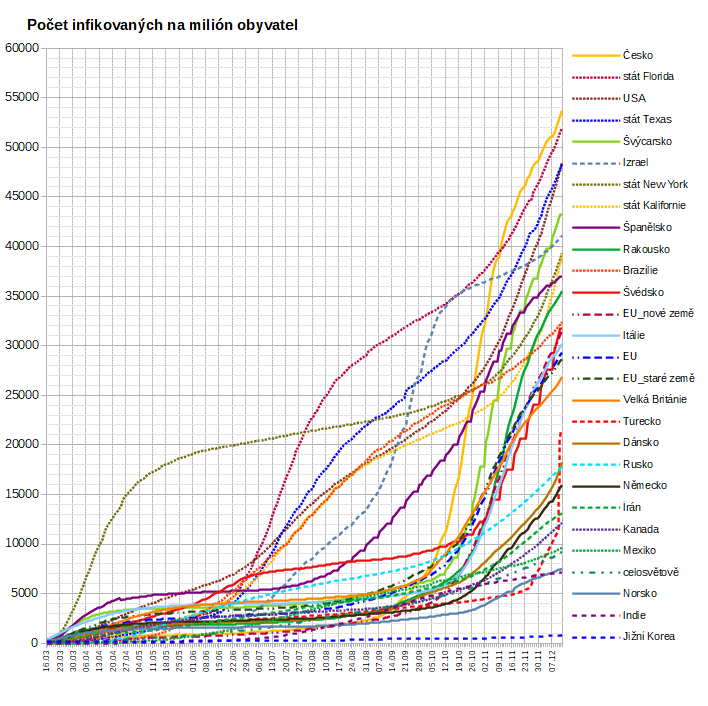 Počet infikovaných na milión obyvatel
60000
55000
50000
45000
40000
35000
30000
25000
20000
15000
10000
5000
0
16.03
23.03
30.03
06.04
13.04
20.04
27.04
04.05
11.05
18.05
25.05
01.06
08.06
15.06
22.06
29.06
06.07
13.07
20.07
27.07
03.08
10.08
17.08
24.08
31.08
07.09
14.09
21.09
28.09
05.10
12.10
19.10
26.10
02.11
09.11
16.11
23.11
30.11
07.12
Česko
stát Florida
USA
stát Texas
Švýcarsko
Izrael
stát New York
stát Kalifornie
Španělsko
Rakousko
Brazílie
Švédsko
EU_nové země
Itálie
EU
EU_staré země
Velká Británie
Turecko
Dánsko
Rusko
Německo
Irán
Kanada
Mexiko
celosvětově
Norsko
Indie
Jižní Korea